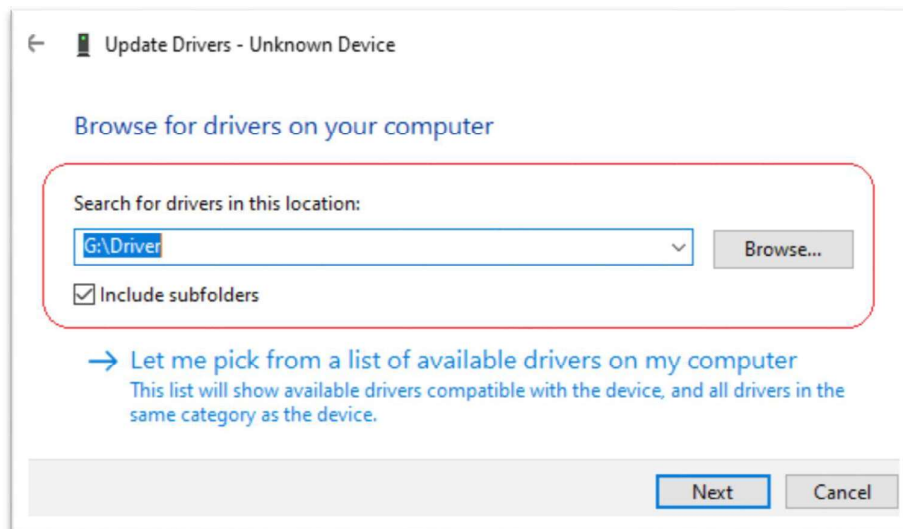 Update Drivers - Unknown Device
Browse for drivers on your computer
Search for drivers in this location:
G:\Driver
Browse...
Include subfolders
Let me pick from a list of available drivers on my computer
This list will show available drivers compatible with the device, and all drivers in the
same category as the device.
Next
Cancel